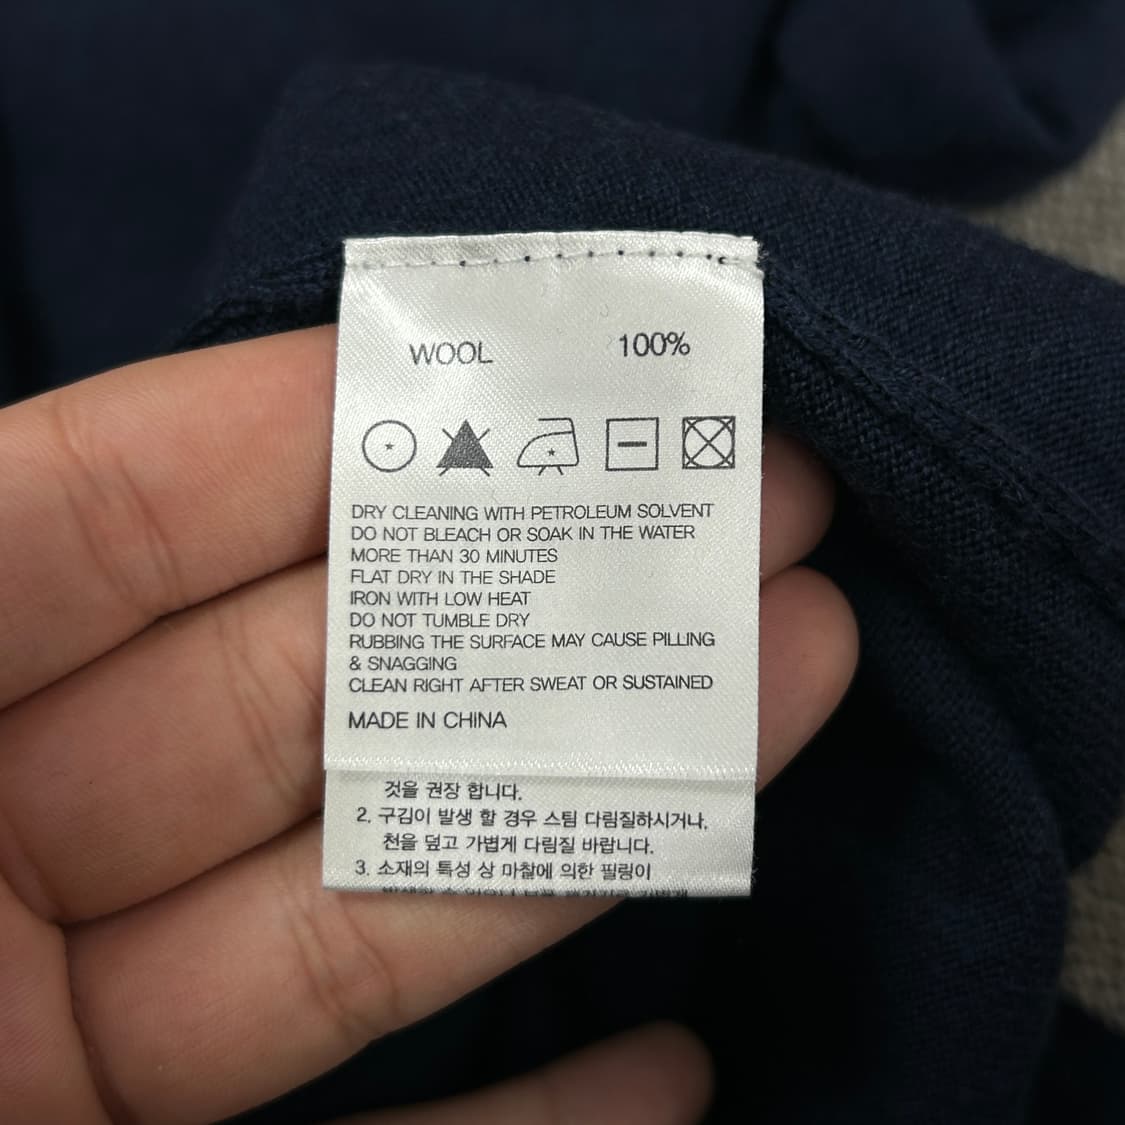 WOOL 100%
DRY CLEANING WITH PETROLEUM SOLVENT
DO NOT BLEACH OR SOAK IN THE WATER
MORE THAN 30 MINUTES
FLAT DRY IN THE SHADE
IRON WITH LOW HEAT
DO NOT TUMBLE DRY
RUBBING THE SURFACE MAY CAUSE PILLING
& SNAGGING
CLEAN RIGHT AFTER SWEAT OR SUSTAINED
MADE IN CHINA
것을 권장 합니다.
2. 구김이 발생 할 경우 스팀 다림질하시거나,
천을 덮고 가볍게 다림질 바랍니다.
3. 소재의 특성 상 마찰에 의한 필링이